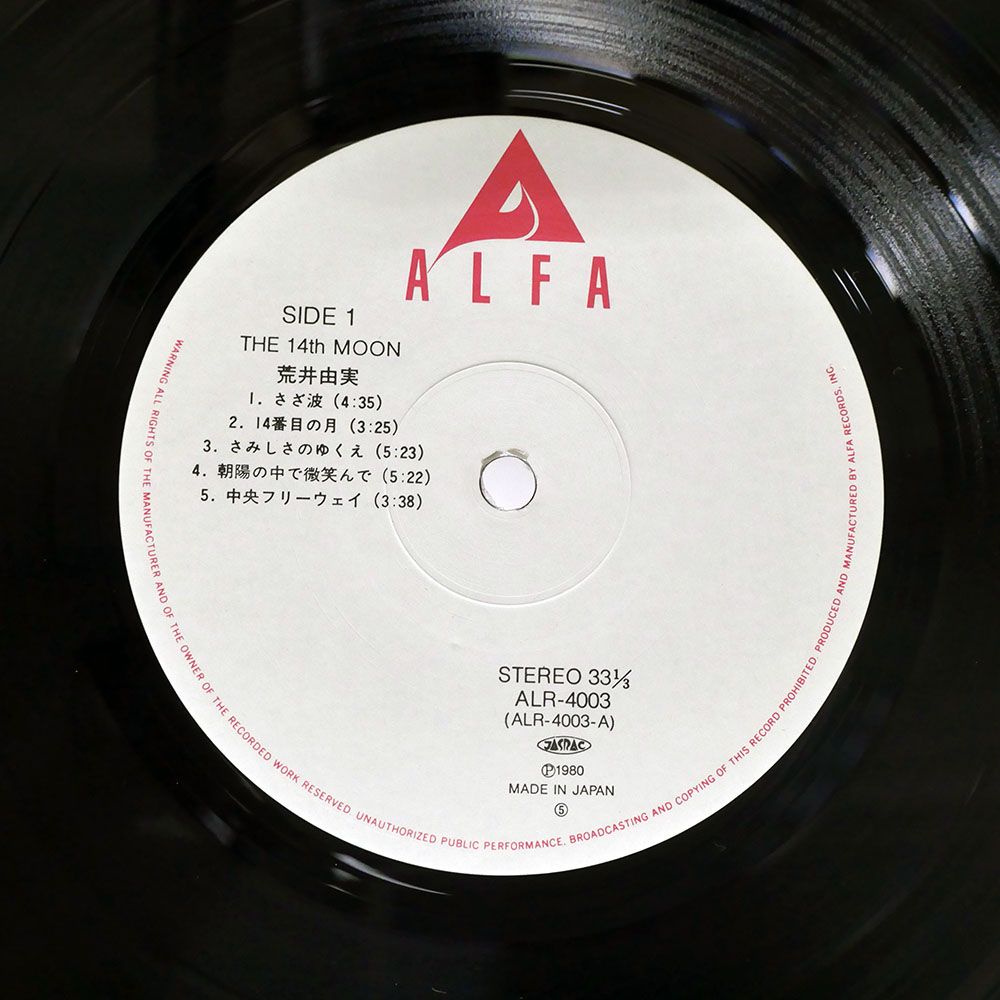 ALFA
SIDE 1
THE 14th MOON
荒井由実
1. さざ波 (4:35)
2. 14番目の月 (3:25)
3. さみしさのゆくえ (5:23)
4. 朝陽の中で微笑んで (5:22)
5. 中央フリーウェイ (3:38)
STEREO 33⅓
ALR-4003
(ALR-4003-A)
JASRAC
Ⓟ1980
MADE IN JAPAN
⑤
WARNING ALL RIGHTS OF THE MANUFACTURER AND OF THE OWNER OF THE RECORDED WORK RESERVED. UNAUTHORIZED PUBLIC PERFORMANCE, BROADCASTING AND COPYING OF THIS RECORD PROHIBITED. PRODUCED AND MANUFACTURED BY ALFA RECORDS, INC.